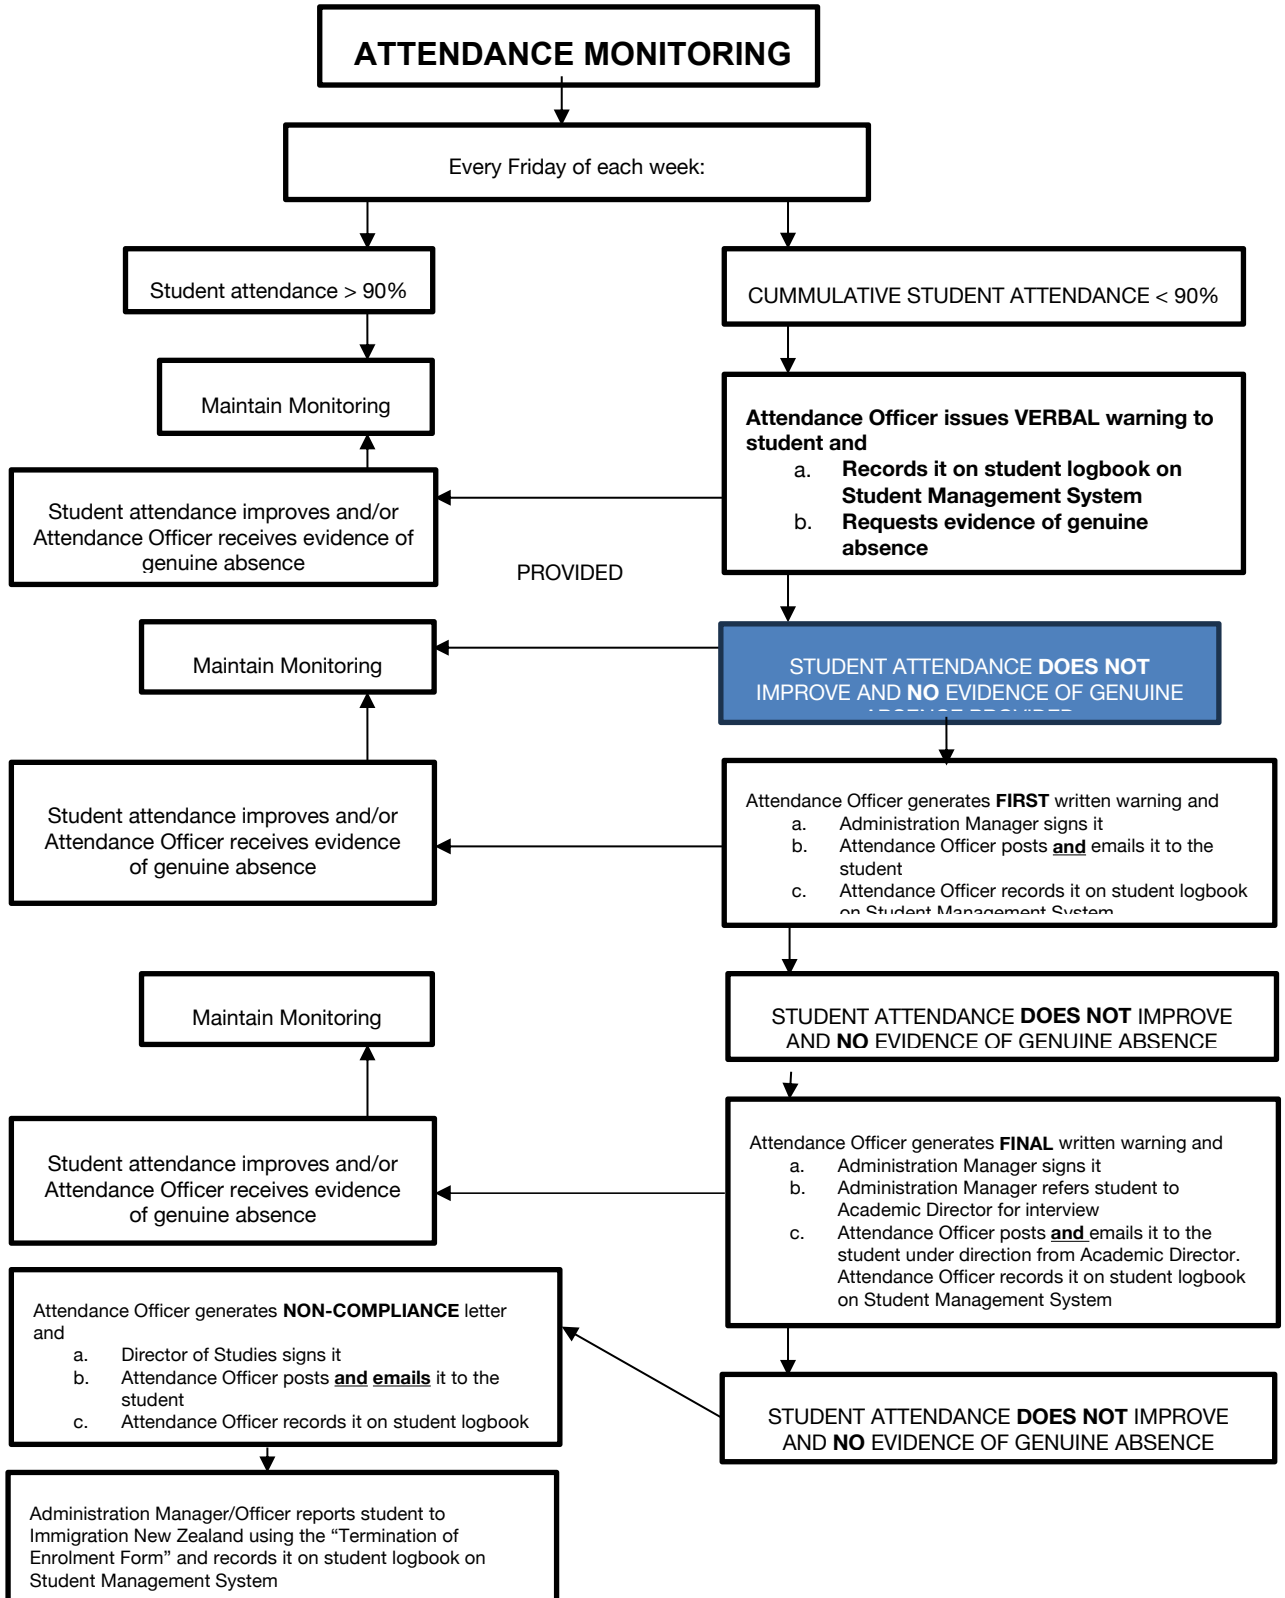 ATTENDANCE MONITORING
Every Friday of each week:
Student attendance > 90%
CUMMULATIVE STUDENT ATTENDANCE < 90%
Maintain Monitoring
Attendance Officer issues VERBAL warning to
student and
a. Records it on student logbook on
Student Management System
b. Requests evidence of genuine
absence
Student attendance improves and/or
Attendance Officer receives evidence of
genuine absence
PROVIDED
Maintain Monitoring
STUDENT ATTENDANCE DOES NOT
IMPROVE AND NO EVIDENCE OF GENUINE
ABSENCE PROVIDED
Student attendance improves and/or
Attendance Officer receives evidence
of genuine absence
Attendance Officer generates FIRST written warning and
a. Administration Manager signs it
b. Attendance Officer posts and emails it to the
student
c. Attendance Officer records it on student logbook
on Student Management System
Maintain Monitoring
STUDENT ATTENDANCE DOES NOT IMPROVE
AND NO EVIDENCE OF GENUINE ABSENCE
Student attendance improves and/or
Attendance Officer receives evidence
of genuine absence
Attendance Officer generates FINAL written warning and
a. Administration Manager signs it
b. Administration Manager refers student to
Academic Director for interview
c. Attendance Officer posts and emails it to the
student under direction from Academic Director.
Attendance Officer records it on student logbook
on Student Management System
Attendance Officer generates NON-COMPLIANCE letter
and
a. Director of Studies signs it
b. Attendance Officer posts and emails it to the
student
c. Attendance Officer records it on student logbook
STUDENT ATTENDANCE DOES NOT IMPROVE
AND NO EVIDENCE OF GENUINE ABSENCE
Administration Manager/Officer reports student to
Immigration New Zealand using the “Termination of
Enrolment Form” and records it on student logbook on
Student Management System